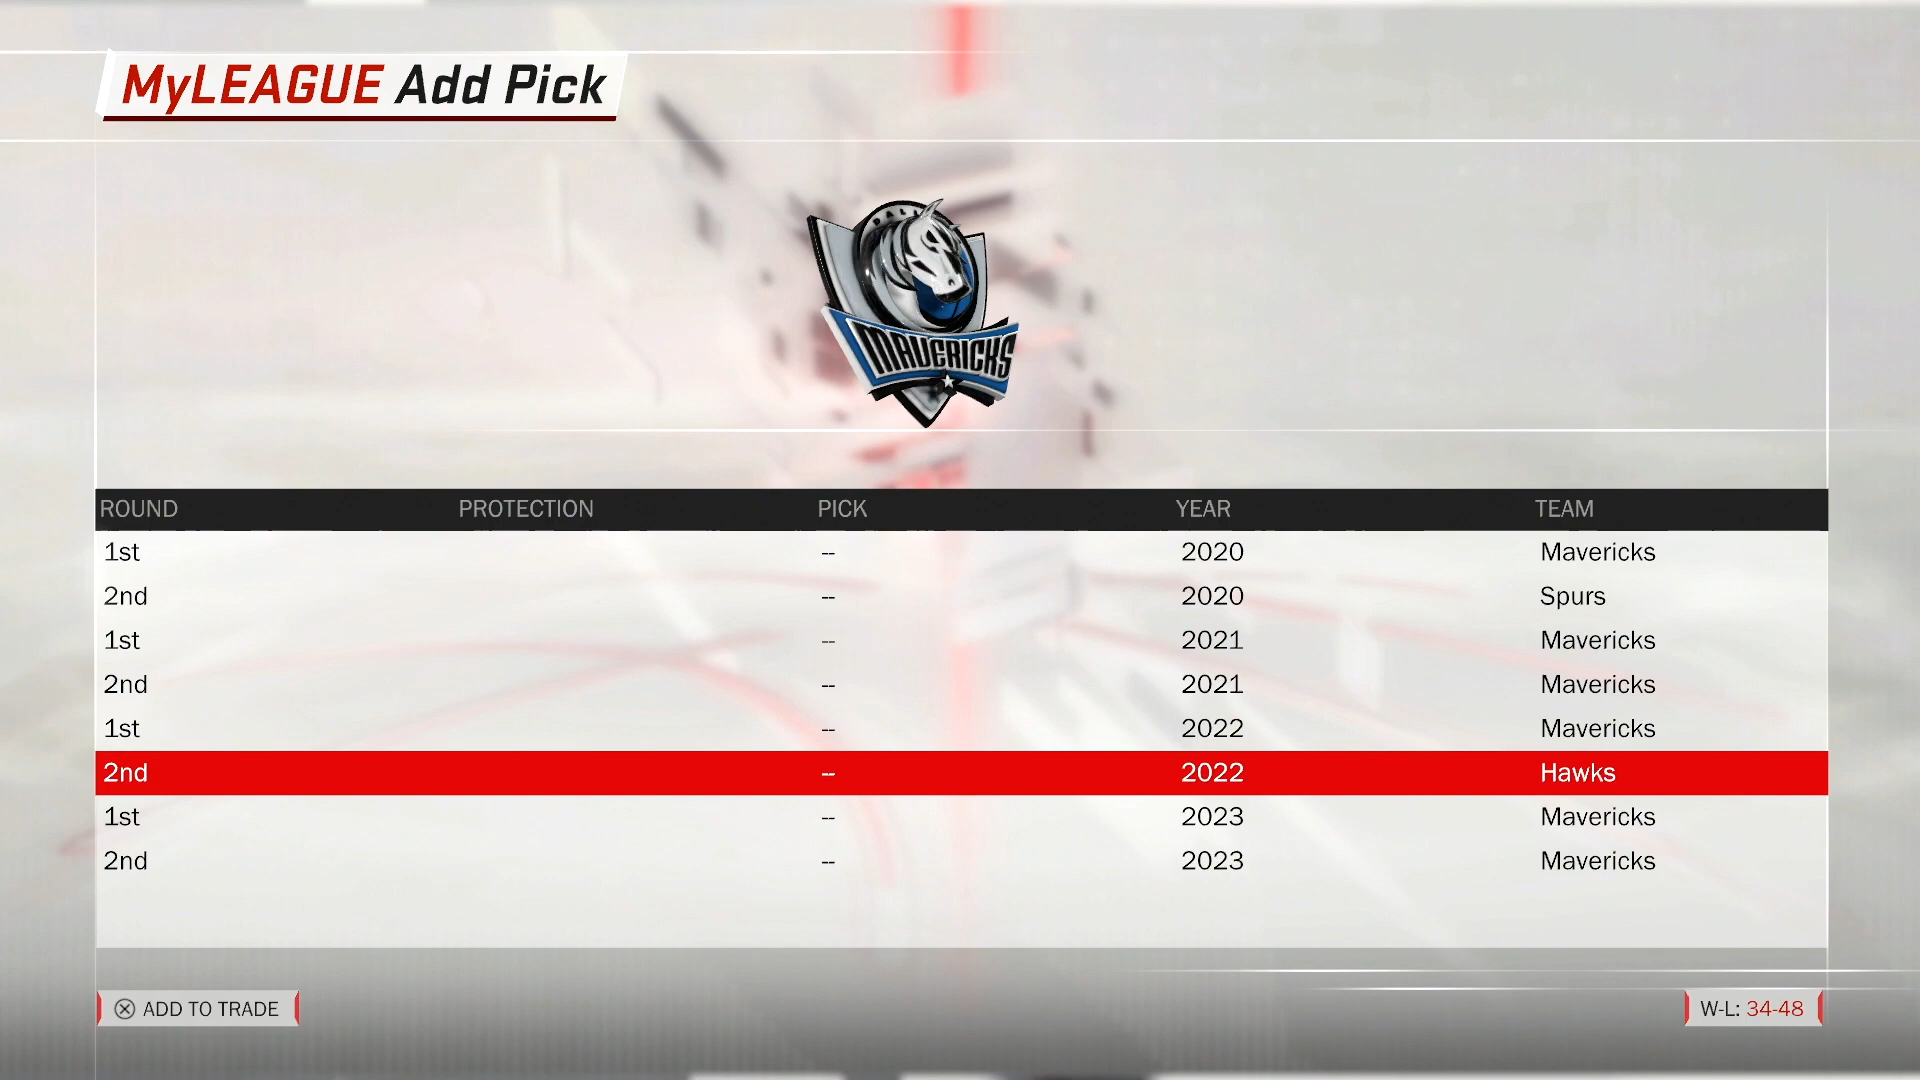 MyLEAGUE Add Pick
DALL
MAVERICKS
ROUND PROTECTION PICK YEAR TEAM
1st -- 2020 Mavericks
2nd -- 2020 Spurs
1st -- 2021 Mavericks
2nd -- 2021 Mavericks
1st -- 2022 Mavericks
2nd -- 2022 Hawks
1st -- 2023 Mavericks
2nd -- 2023 Mavericks
ADD TO TRADE W-L: 34-48